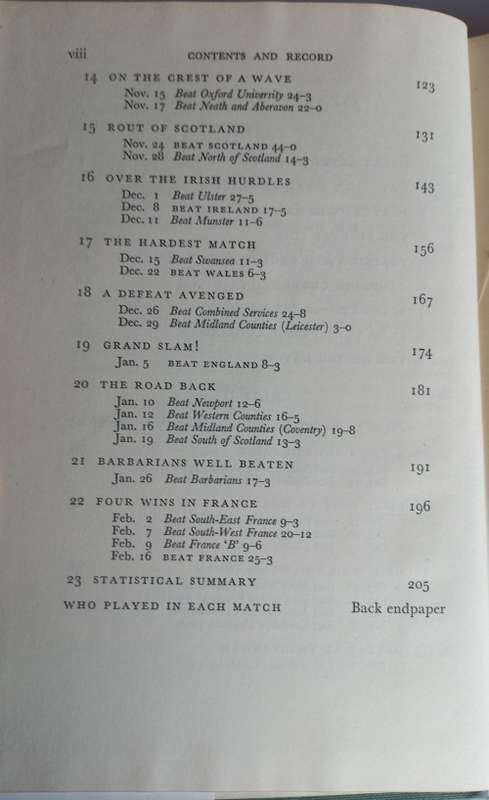 viii CONTENTS AND RECORD
14 ON THE CREST OF A WAVE 123
Nov. 15 Beat Oxford University 24–3
Nov. 17 Beat Neath and Aberavon 22–0
15 ROUT OF SCOTLAND 131
Nov. 24 BEAT SCOTLAND 44–0
Nov. 28 Beat North of Scotland 14–3
16 OVER THE IRISH HURDLES 143
Dec. 1 Beat Ulster 27–5
Dec. 8 BEAT IRELAND 17–5
Dec. 11 Beat Munster 11–6
17 THE HARDEST MATCH 156
Dec. 15 Beat Swansea 11–3
Dec. 22 BEAT WALES 6–3
18 A DEFEAT AVENGED 167
Dec. 26 Beat Combined Services 24–8
Dec. 29 Beat Midland Counties (Leicester) 3–0
19 GRAND SLAM! 174
Jan. 5 BEAT ENGLAND 8–3
20 THE ROAD BACK 181
Jan. 10 Beat Newport 12–6
Jan. 12 Beat Western Counties 16–5
Jan. 16 Beat Midland Counties (Coventry) 19–8
Jan. 19 Beat South of Scotland 13–3
21 BARBARIANS WELL BEATEN 191
Jan. 26 Beat Barbarians 17–3
22 FOUR WINS IN FRANCE 196
Feb. 2 Beat South-East France 9–3
Feb. 7 Beat South-West France 20–12
Feb. 9 Beat France ‘B’ 9–6
Feb. 16 BEAT FRANCE 25–3
23 STATISTICAL SUMMARY 205
WHO PLAYED IN EACH MATCH Back endpaper